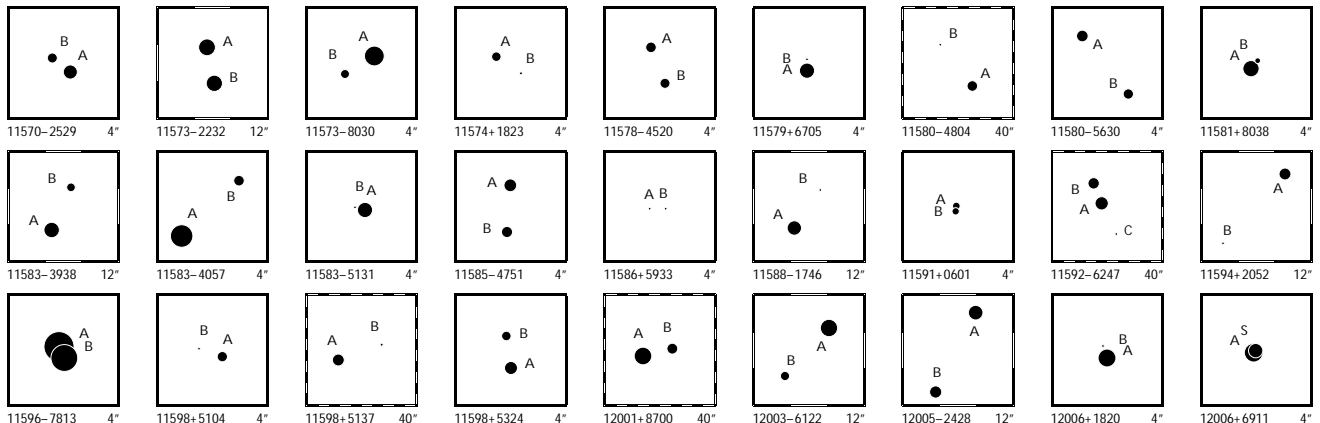 B A A B A B A B A B B A B A A B B A
11570−2529 4″ 11573−2232 12″ 11573−8030 4″ 11574+1823 4″ 11578−4520 4″ 11579+6705 4″ 11580−4804 40″ 11580−5630 4″ 11581+8038 4″
B A A B B A A B A B B A A B B A C A B
11583−3938 12″ 11583−4057 4″ 11583−5131 4″ 11585−4751 4″ 11586+5933 4″ 11588−1746 12″ 11591+0601 4″ 11592−6247 40″ 11594+2052 12″
A B B A B A B A A B A B A B B A S A
11596−7813 4″ 11598+5104 4″ 11598+5137 40″ 11598+5324 4″ 12001+8700 40″ 12003−6122 12″ 12005−2428 12″ 12006+1820 4″ 12006+6911 4″